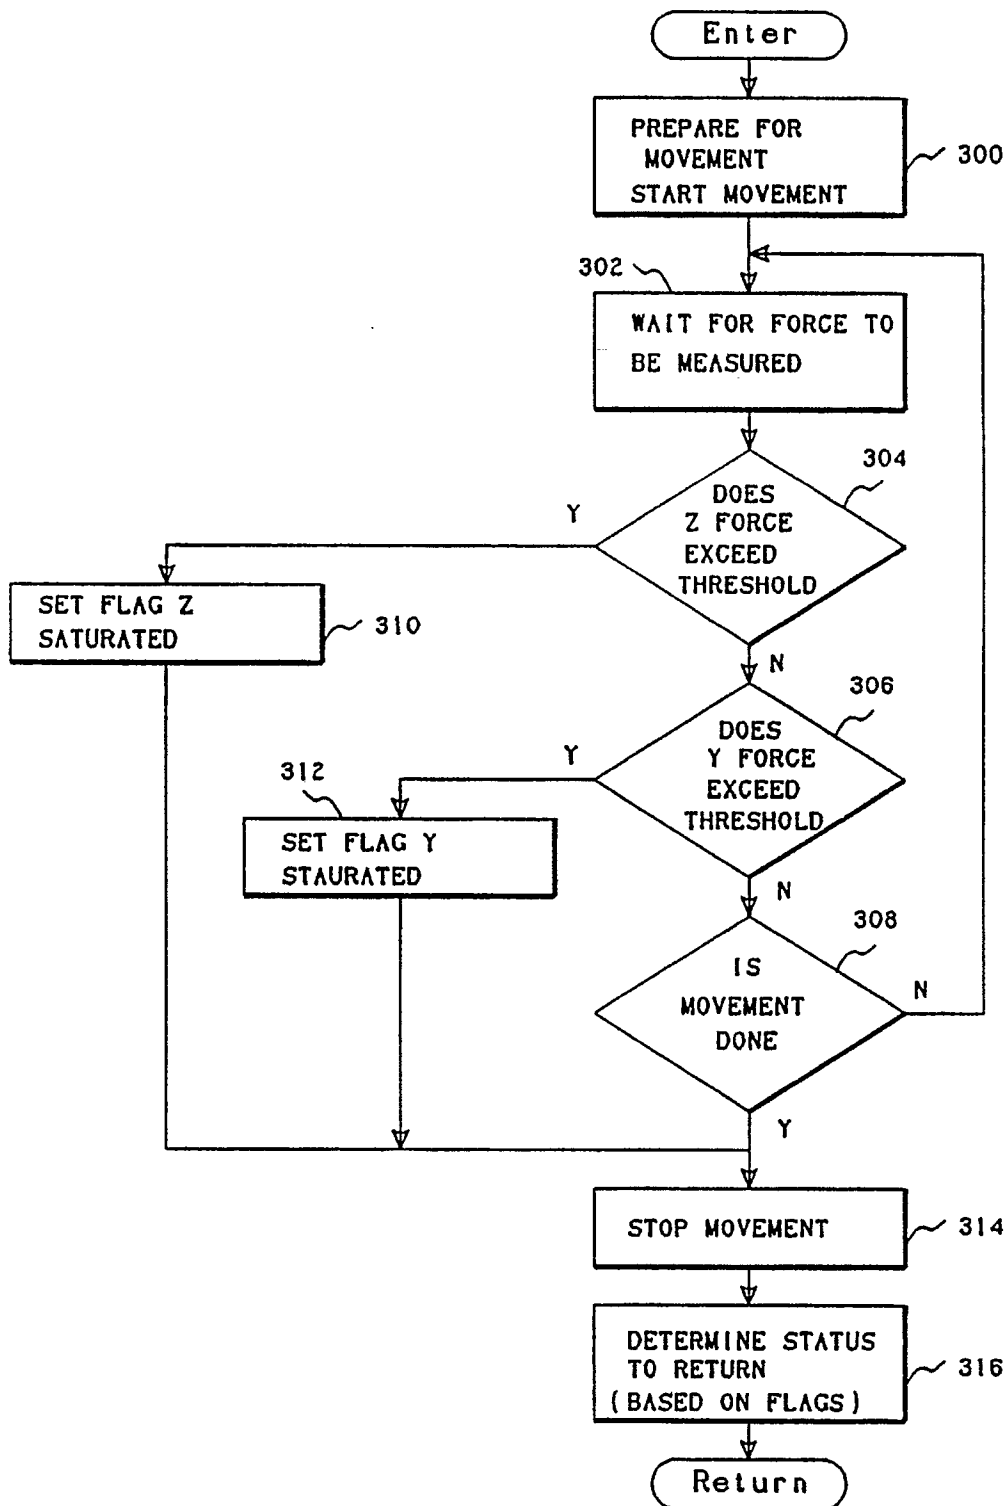 Enter
PREPARE FOR
MOVEMENT
START MOVEMENT
300
302
WAIT FOR FORCE TO
BE MEASURED
304
DOES
Z FORCE
EXCEED
THRESHOLD
Y
SET FLAG Z
SATURATED
310
N
306
DOES
Y FORCE
EXCEED
THRESHOLD
Y
312
SET FLAG Y
STAURATED
N
308
IS
MOVEMENT
DONE
N
Y
STOP MOVEMENT
314
DETERMINE STATUS
TO RETURN
(BASED ON FLAGS)
316
Return